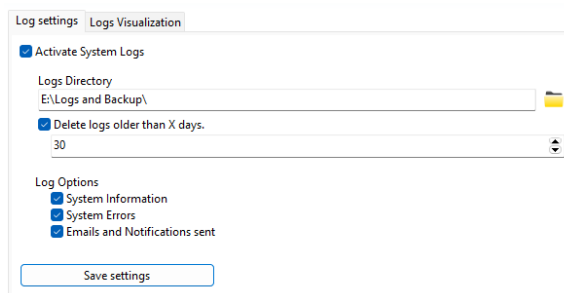 Log settings Logs Visualization
Activate System Logs
Logs Directory
E:\Logs and Backup\
Delete logs older than X days.
30
Log Options
System Information
System Errors
Emails and Notifications sent
Save settings